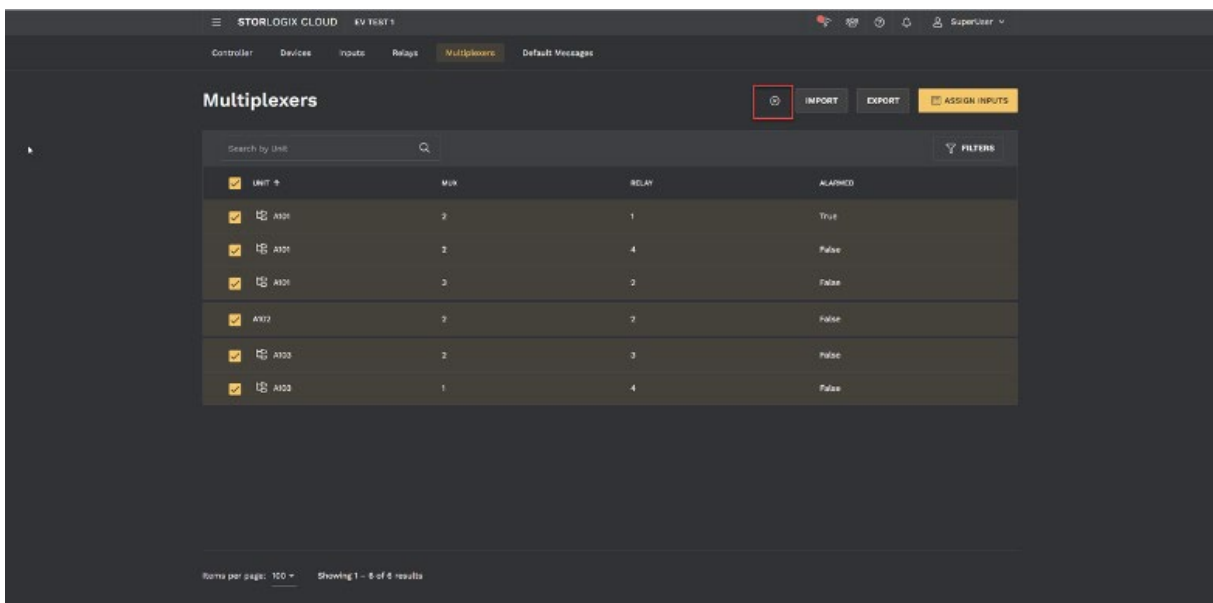 STORLOGIX CLOUD EV TEST 1 SuperUser
Controller Devices Inputs Relays Multiplexers Default Messages
Multiplexers IMPORT EXPORT ASSIGN INPUTS
Search by Unit FILTERS
UNIT ↑ MUX RELAY ALARMED
A101 2 1 True
A101 2 4 False
A101 3 2 False
A102 2 2 False
A103 2 3 False
A103 1 4 False
Items per page: 100 Showing 1 – 6 of 6 results